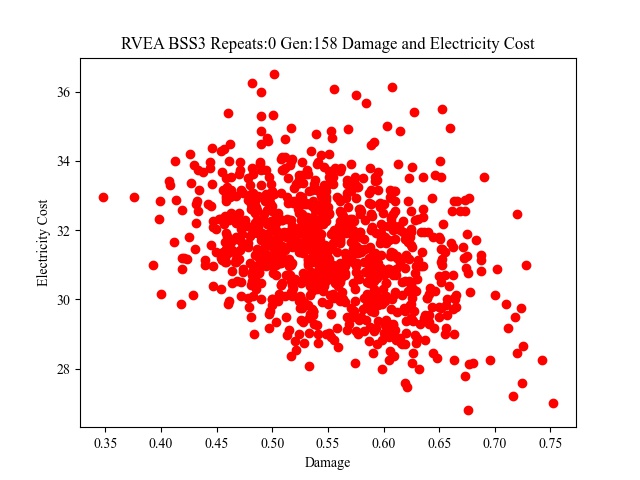 RVEA BSS3 Repeats:0 Gen:158 Damage and Electricity Cost
Electricity Cost
36
34
32
30
28
0.35 0.40 0.45 0.50 0.55 0.60 0.65 0.70 0.75
Damage